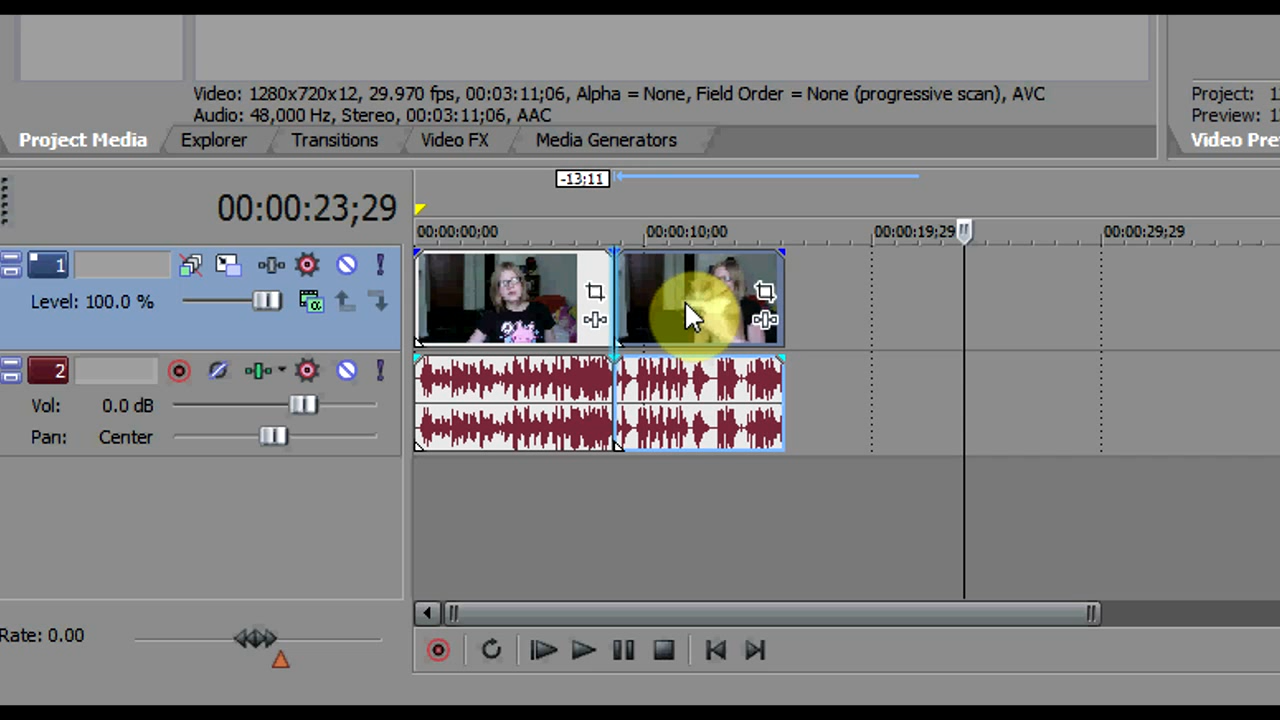 Video: 1280x720x12, 29.970 fps, 00:03:11;06, Alpha = None, Field Order = None (progressive scan), AVC
Audio: 48,000 Hz, Stereo, 00:03:11;06, AAC
Project: 1
Preview: 1
Project Media Explorer Transitions Video FX Media Generators Video Pre
-13;11
00:00:23;29
00:00:00;00 00:00:10;00 00:00:19;29 00:00:29;29
1
Level: 100.0 %
2
Vol: 0.0 dB
Pan: Center
Rate: 0.00